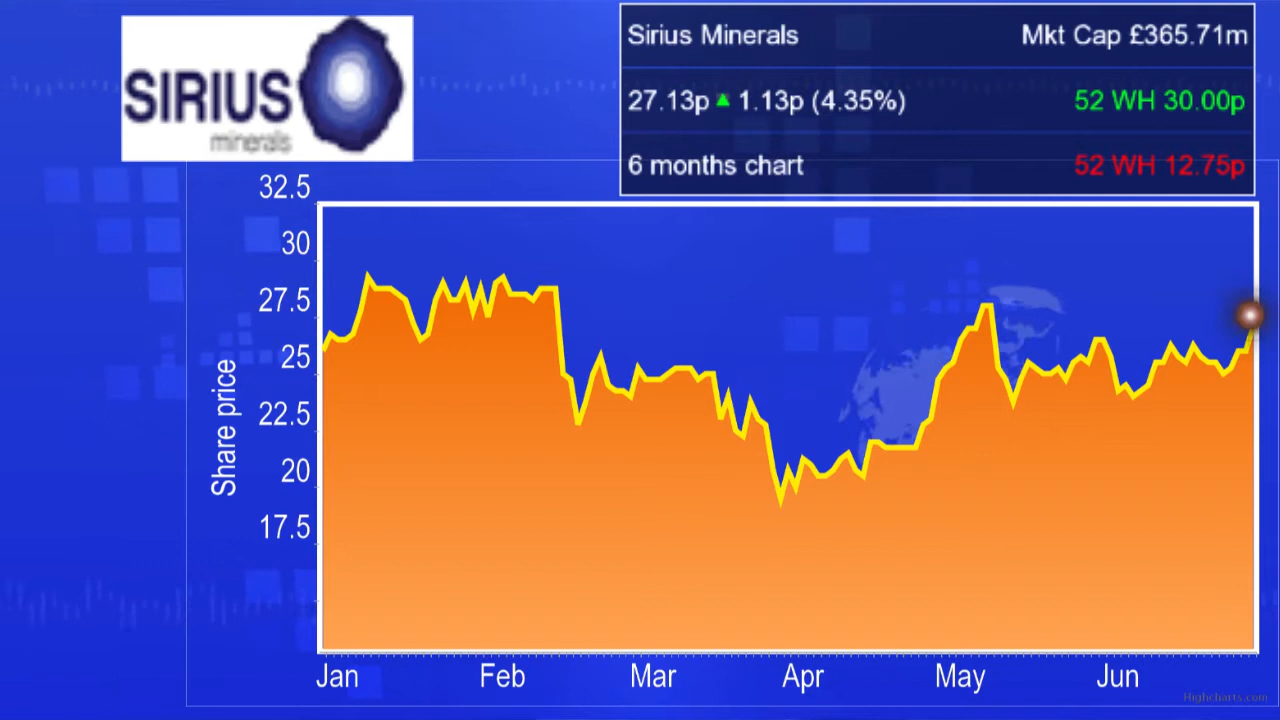 SIRIUS
minerals
Sirius Minerals Mkt Cap £365.71m
27.13p ▲ 1.13p (4.35%) 52 WH 30.00p
6 months chart 52 WH 12.75p
32.5
30
27.5
25
22.5
20
17.5
Share price
Jan Feb Mar Apr May Jun
Highcharts.com